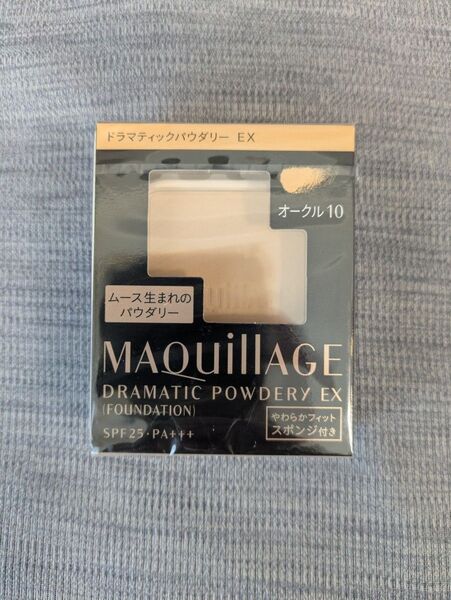 ドラマティックパウダリー EX
オークル10
ムース生まれの
パウダリー
MAQuillAGE
DRAMATIC POWDERY EX
(FOUNDATION)
SPF25・PA+++
やわらかフィット
スポンジ付き